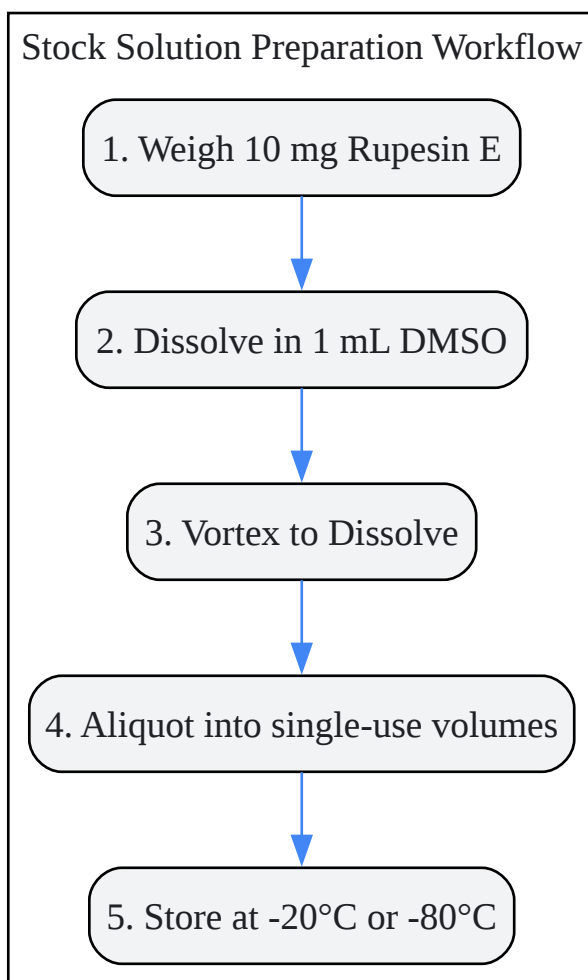 Stock Solution Preparation Workflow
1. Weigh 10 mg Rupesin E
2. Dissolve in 1 mL DMSO
3. Vortex to Dissolve
4. Aliquot into single-use volumes
5. Store at -20°C or -80°C